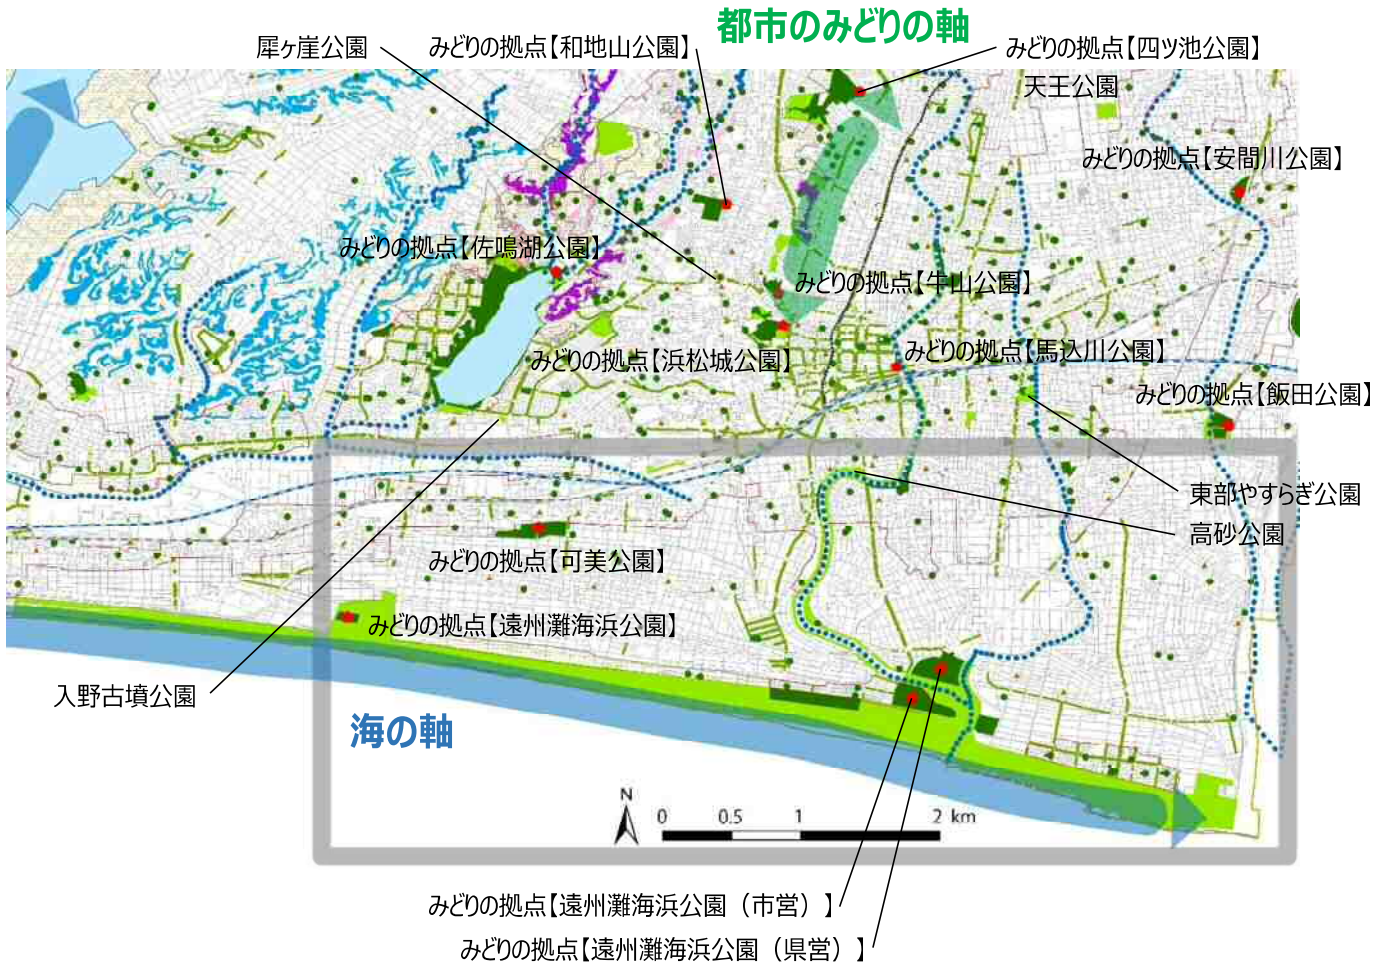 都市のみどりの軸
犀ヶ崖公園
みどりの拠点【和地山公園】
みどりの拠点【四ツ池公園】
天王公園
みどりの拠点【安間川公園】
みどりの拠点【佐鳴湖公園】
みどりの拠点【牛山公園】
みどりの拠点【浜松城公園】
みどりの拠点【馬込川公園】
みどりの拠点【飯田公園】
東部やすらぎ公園
高砂公園
みどりの拠点【可美公園】
みどりの拠点【遠州灘海浜公園】
入野古墳公園
海の軸
N
0 0.5 1 2 km
みどりの拠点【遠州灘海浜公園（市営）】
みどりの拠点【遠州灘海浜公園（県営）】